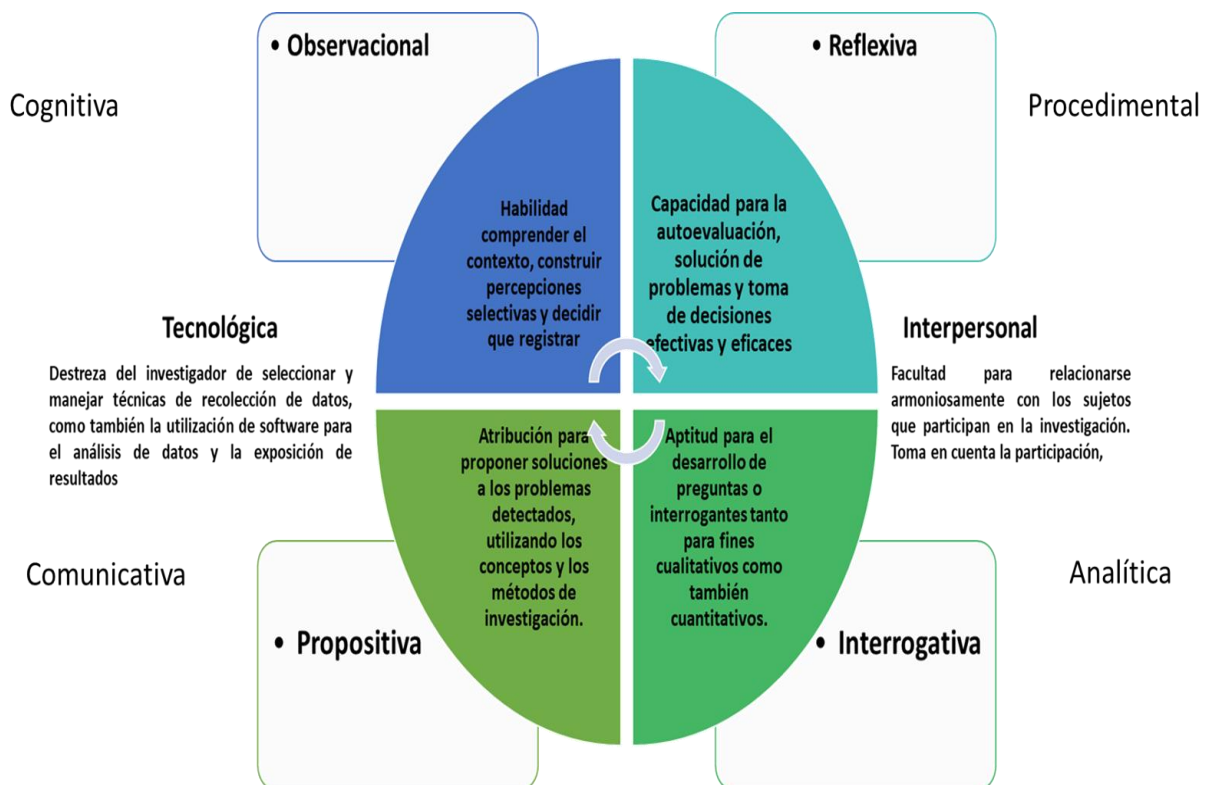 • Observacional
• Reflexiva
Cognitiva
Procedimental
Habilidad
comprender el
contexto, construir
percepciones
selectivas y decidir
que registrar
Capacidad para la
autoevaluación,
solución de
problemas y toma
de decisiones
efectivas y eficaces
Tecnológica
Destreza del investigador de seleccionar y
manejar técnicas de recolección de datos,
como también la utilización de software para
el análisis de datos y la exposición de
resultados
Interpersonal
Facultad para relacionarse
armoniosamente con los sujetos
que participan en la investigación.
Toma en cuenta la participación,
Atribución para
proponer soluciones
a los problemas
detectados,
utilizando los
conceptos y los
métodos de
investigación.
Aptitud para el
desarrollo de
preguntas o
interrogantes tanto
para fines
cualitativos como
también
cuantitativos.
Comunicativa
Analítica
• Propositiva
• Interrogativa